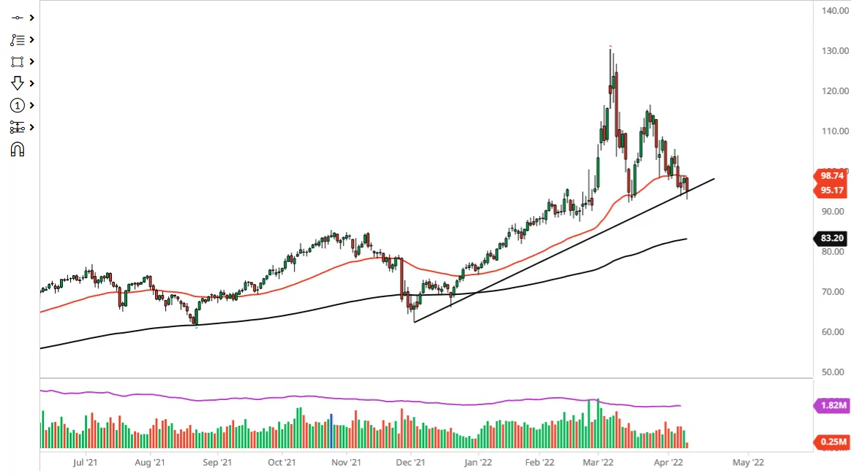 140.00
130.00
120.00
110.00
98.74
95.17
90.00
83.20
80.00
70.00
60.00
50.00
1.82M
0.25M
1
Jul '21
Aug '21
Sep '21
Oct '21
Nov '21
Dec '21
Jan '22
Feb '22
Mar '22
Apr '22
May '22